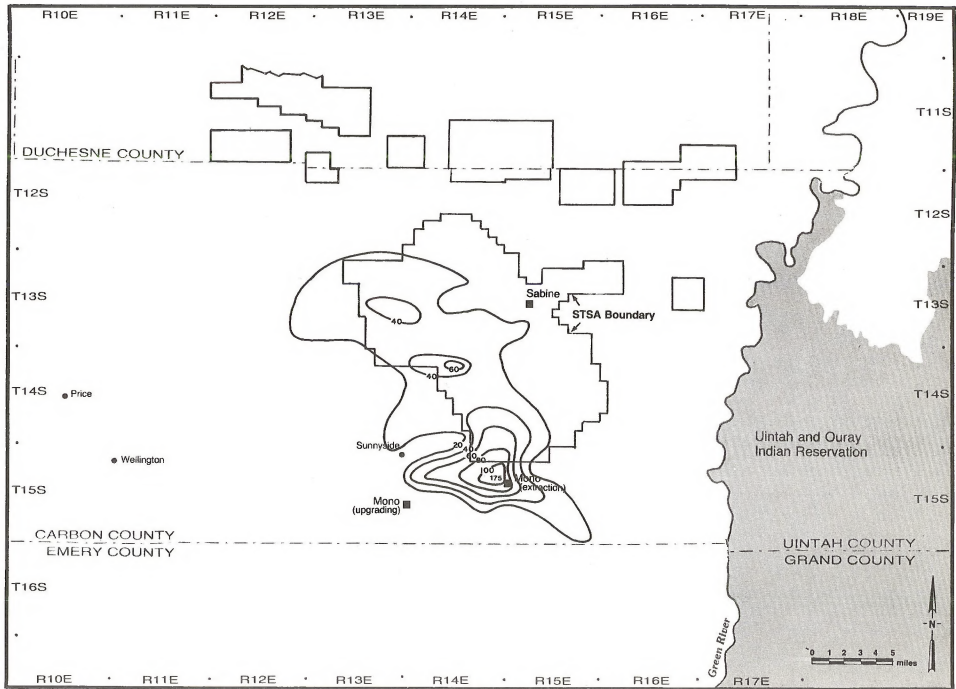 R10E R11E R12E R13E R14E R15E R16E R17E R18E R19E
T11S
DUCHESNE COUNTY
T12S
T12S
T13S
Sabine
T13S
STSA Boundary
40
60
40
T14S
T14S
Price
Uintah and Ouray
Indian Reservation
Sunnyside
20
40
60
80
Wellington
100
175
Mono
(extraction)
T15S
T15S
Mono
(upgrading)
CARBON COUNTY
UINTAH COUNTY
EMERY COUNTY
GRAND COUNTY
T16S
-N-
Green River
0 1 2 3 4 5
miles
R10E R11E R12E R13E R14E R15E R16E R17E